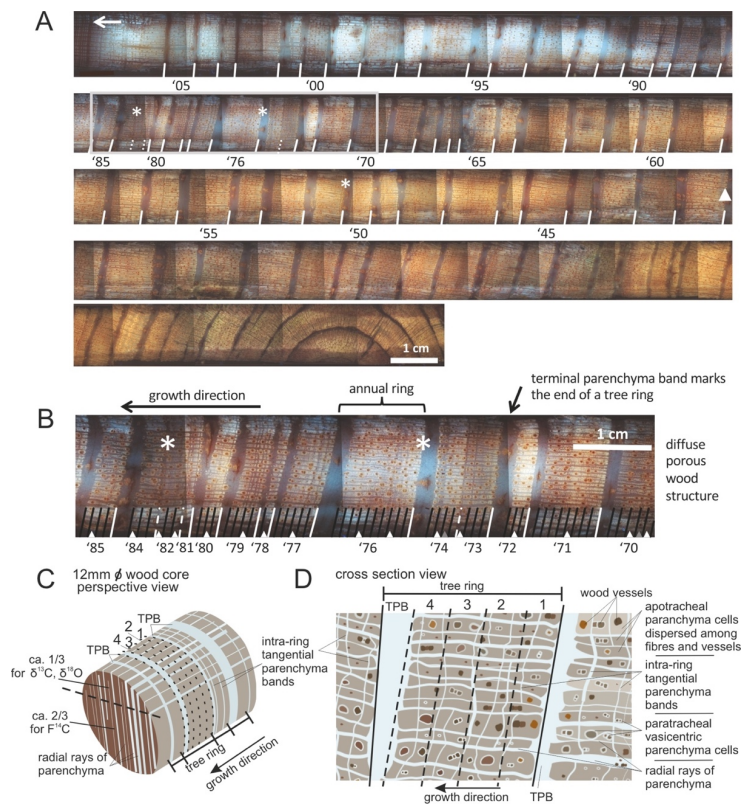 A
'05 '00 '95 '90
'85 '80 '76 '70 '65 '60
'55 '50 '45
1 cm
terminal parenchyma band marks
the end of a tree ring
growth direction
annual ring
B
1 cm
diffuse
porous
wood
structure
'85 '84 '82 '81 '80 '79 '78 '77 '76 '74 '73 '72 '71 '70
C
12mm ϕ wood core
perspective view
TPB
2
1
TPB
3
4
ca. 1/3
for δ¹³C, δ¹⁸O
ca. 2/3
for F¹⁴C
radial rays of
parenchyma
tree ring
growth direction
intra-ring
tangential
parenchyma
bands
D
cross section view
tree ring
TPB 4 3 2 1
wood vessels
apotracheal
paranchyma cells
dispersed among
fibres and vessels
intra-ring
tangential
parenchyma
bands
paratracheal
vasicentric
parenchyma cells
radial rays of
parenchyma
TPB
growth direction